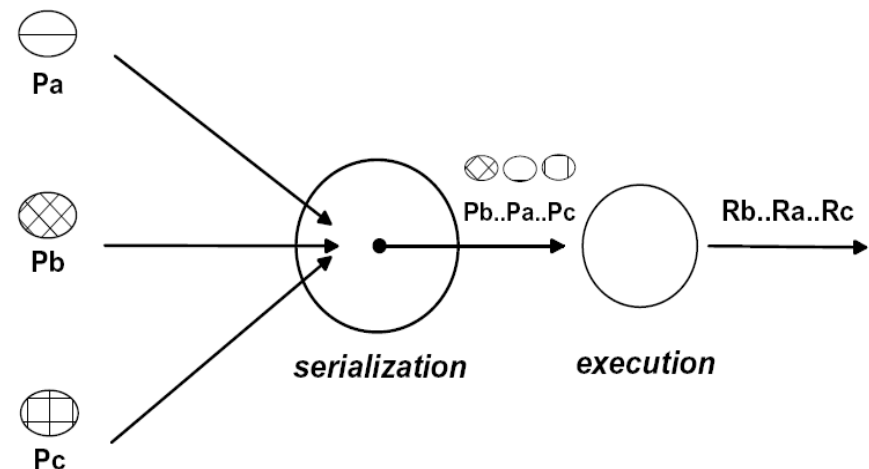 Pa
Pb
Pc
Pb..Pa..Pc
Rb..Ra..Rc
serialization
execution